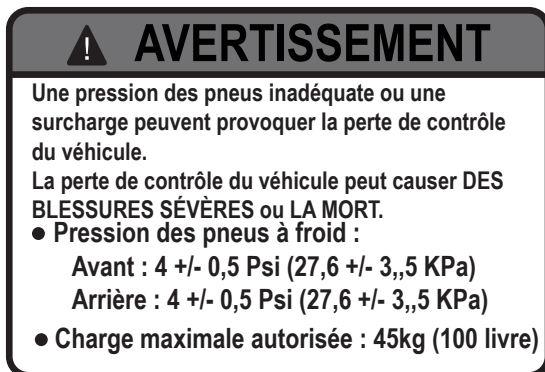 AVERTISSEMENT
Une pression des pneus inadéquate ou une
surcharge peuvent provoquer la perte de contrôle
du véhicule.
La perte de contrôle du véhicule peut causer DES
BLESSURES SÉVÈRES ou LA MORT.
● Pression des pneus à froid :
Avant : 4 +/- 0,5 Psi (27,6 +/- 3,,5 KPa)
Arrière : 4 +/- 0,5 Psi (27,6 +/- 3,,5 KPa)
● Charge maximale autorisée : 45kg (100 livre)